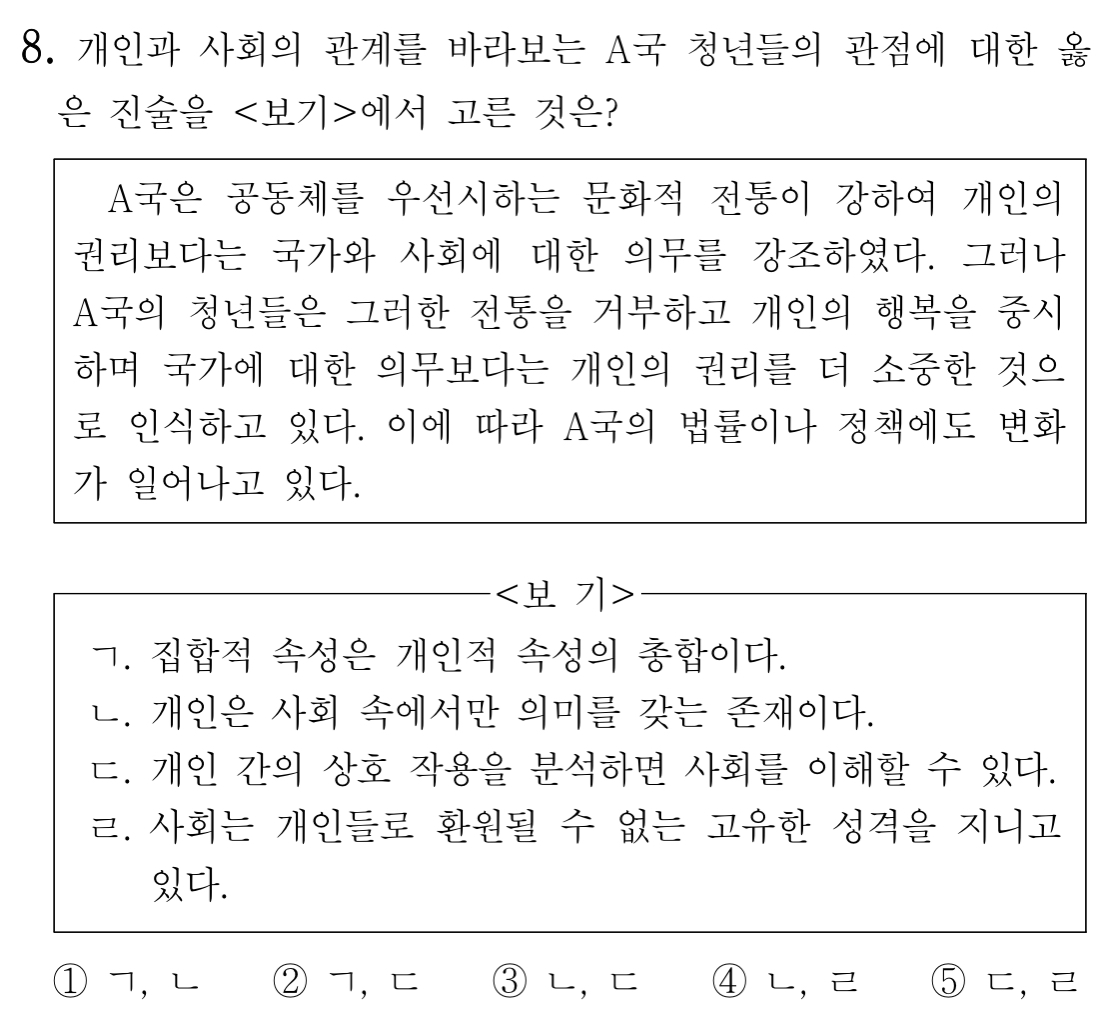 8. 개인과 사회의 관계를 바라보는 A국 청년들의 관점에 대한 옳
은 진술을 <보기>에서 고른 것은?
A국은 공동체를 우선시하는 문화적 전통이 강하여 개인의
권리보다는 국가와 사회에 대한 의무를 강조하였다. 그러나
A국의 청년들은 그러한 전통을 거부하고 개인의 행복을 중시
하며 국가에 대한 의무보다는 개인의 권리를 더 소중한 것으
로 인식하고 있다. 이에 따라 A국의 법률이나 정책에도 변화
가 일어나고 있다.
<보 기>
ㄱ. 집합적 속성은 개인적 속성의 총합이다.
ㄴ. 개인은 사회 속에서만 의미를 갖는 존재이다.
ㄷ. 개인 간의 상호 작용을 분석하면 사회를 이해할 수 있다.
ㄹ. 사회는 개인들로 환원될 수 없는 고유한 성격을 지니고
있다.
① ㄱ, ㄴ ② ㄱ, ㄷ ③ ㄴ, ㄷ ④ ㄴ, ㄹ ⑤ ㄷ, ㄹ